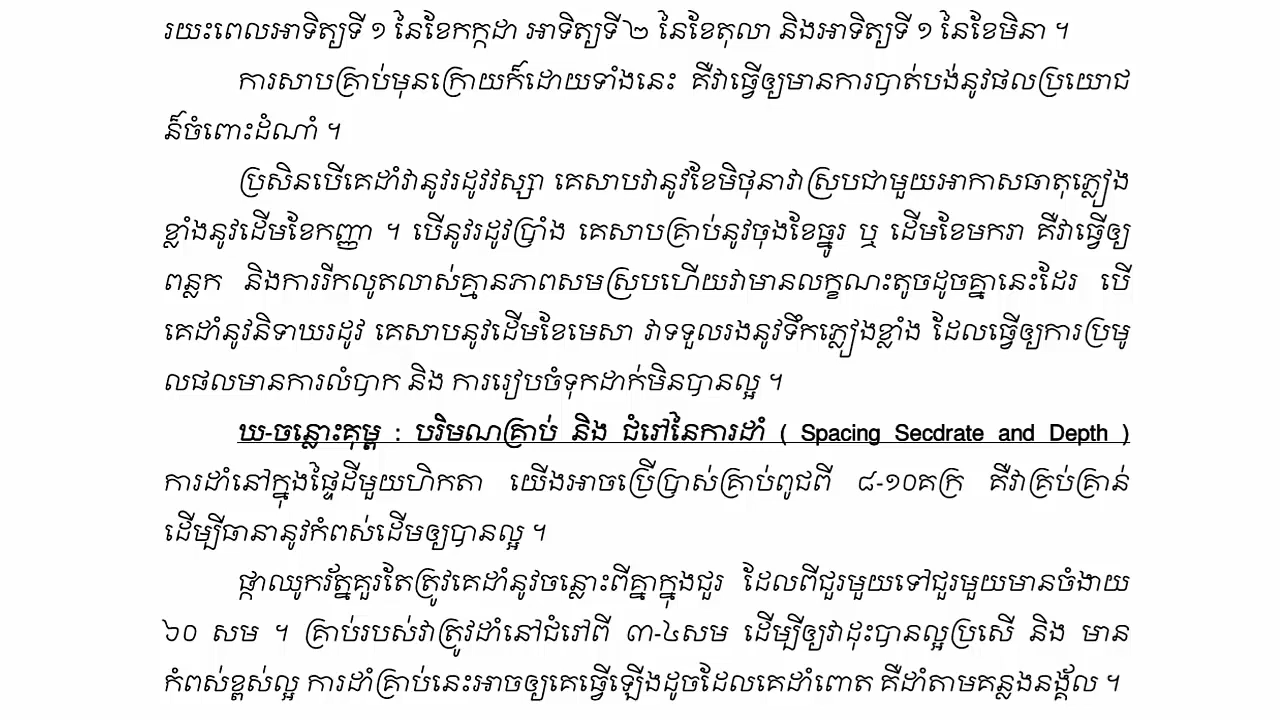 រយះពេលអាទិត្យទី ១ នៃខែកក្កដា អាទិត្យទី ២ នៃខែតុលា និងអាទិត្យទី ១ នៃខែមិនា ។
ការសាបគ្រាប់មុនក្រោយក៏ដោយទាំងនេះ គឺវាធ្វើឲ្យមានការបាត់បង់នូវផលប្រយោជ
ន៏ចំពោះដំណាំ ។
ប្រសិនបើគេដាំវានូវរដូវវស្សា គេសាបវានូវខែមិថុនាវាស្របជាមួយអាកាសធាតុភ្លៀង
ខ្លាំងនូវដើមខែកញ្ញា ។ បើនូវរដូវប្រាំង គេសាបគ្រាប់នូវចុងខែធ្នូរ ឬ ដើមខែមករា គឺវាធ្វើឲ្យ
ពន្លក និងការរីកលូតលាស់គ្មានភាពសមស្របហើយវាមានលក្ខណះតូចដូចគ្នានេះដែរ បើ
គេដាំនូវនិទាឃរដូវ គេសាបនូវដើមខែមេសា វាទទួលរងនូវទឹកភ្លៀងខ្លាំង ដែលធ្វើឲ្យការប្រមូ
លផលមានការលំបាក និង ការរៀបចំទុកដាក់មិនបានល្អ ។
ឃ-ចន្លោះគុម្ព : បរិមណគ្រាប់ និង ជំរៅនៃការដាំ ( Spacing Secdrate and Depth )
ការដាំនៅក្នុងផ្ទៃដីមួយហិកតា យើងអាចប្រើប្រាស់គ្រាប់ពូជពី ៨-១០គក្រ គឺវាគ្រប់គ្រាន់
ដើម្បីធានានូវកំពស់ដើមឲ្យបានល្អ ។
ផ្កាឈូករ័ត្នគួរតែត្រូវគេដាំនូវចន្លោះពីគ្នាក្នុងជួរ ដែលពីជួរមួយទៅជួរមួយមានចំងាយ
៦០ សម ។ គ្រាប់របស់វាត្រូវដាំនៅជំរៅពី ៣-៤សម ដើម្បីឲ្យវាដុះបានល្អប្រសើ និង មាន
កំពស់ខ្ពស់ល្អ ការដាំគ្រាប់នេះអាចឲ្យគេធ្វើឡើងដូចដែលគេដាំពោត គឺដាំតាមគន្លងនង្គ័ល ។